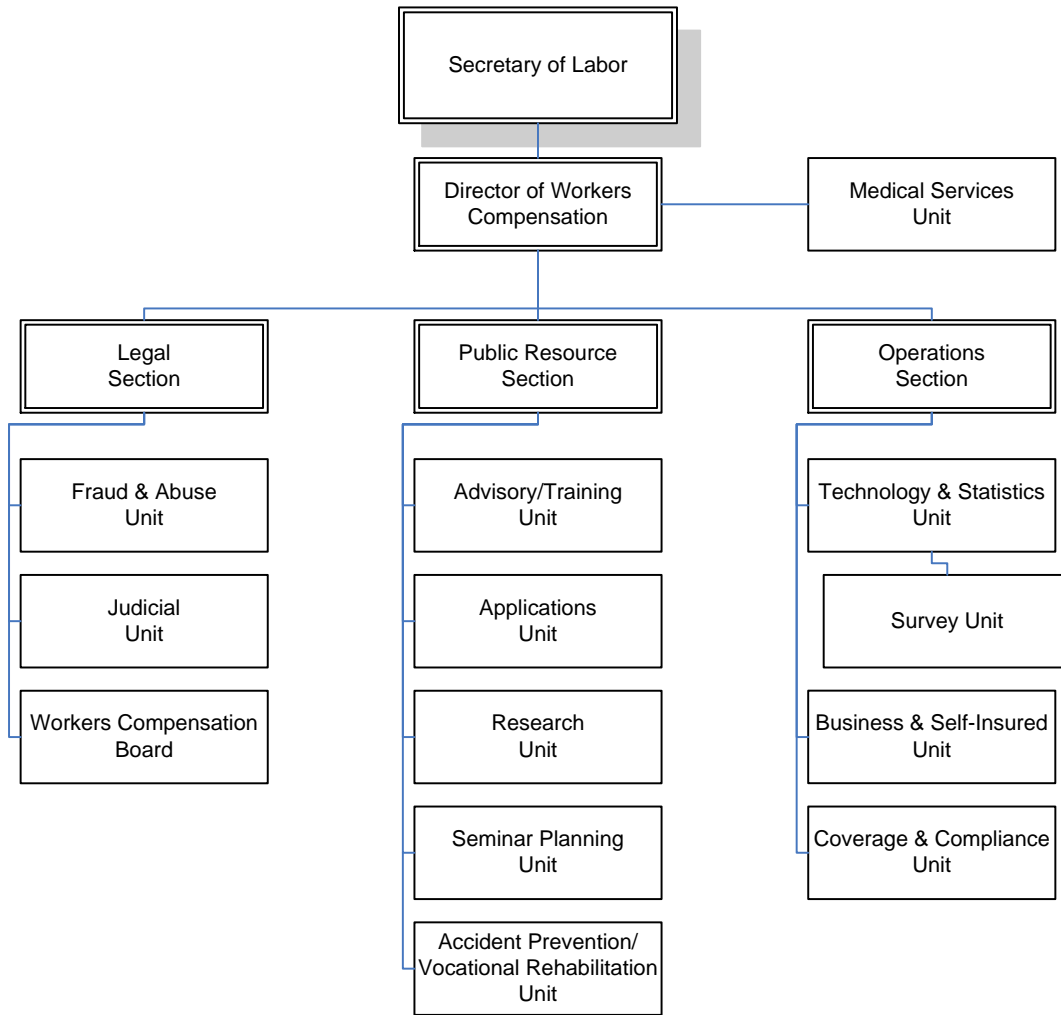 Secretary of Labor
Director of Workers
Compensation
Medical Services
Unit
Legal
Section
Public Resource
Section
Operations
Section
Fraud & Abuse
Unit
Advisory/Training
Unit
Technology & Statistics
Unit
Judicial
Unit
Applications
Unit
Survey Unit
Workers Compensation
Board
Research
Unit
Business & Self-Insured
Unit
Seminar Planning
Unit
Coverage & Compliance
Unit
Accident Prevention/
Vocational Rehabilitation
Unit